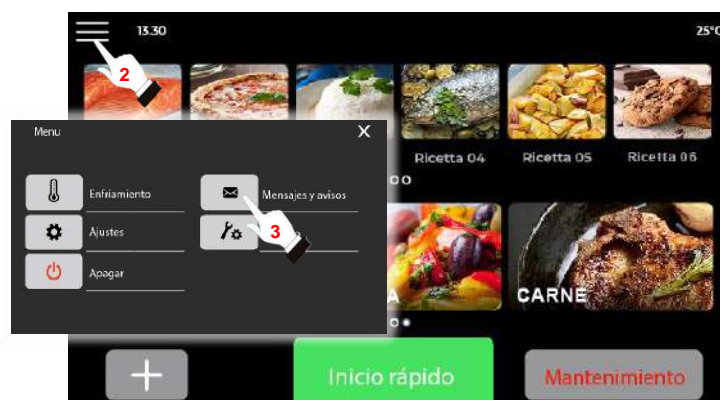 13.30
25°C
2
Ricetta 04
Ricetta 05
Ricetta 06
Menu
X
Enfriamiento
Mensajes y avisos
Ajustes
3
Apagar
CARNE
Inicio rápido
Mantenimiento